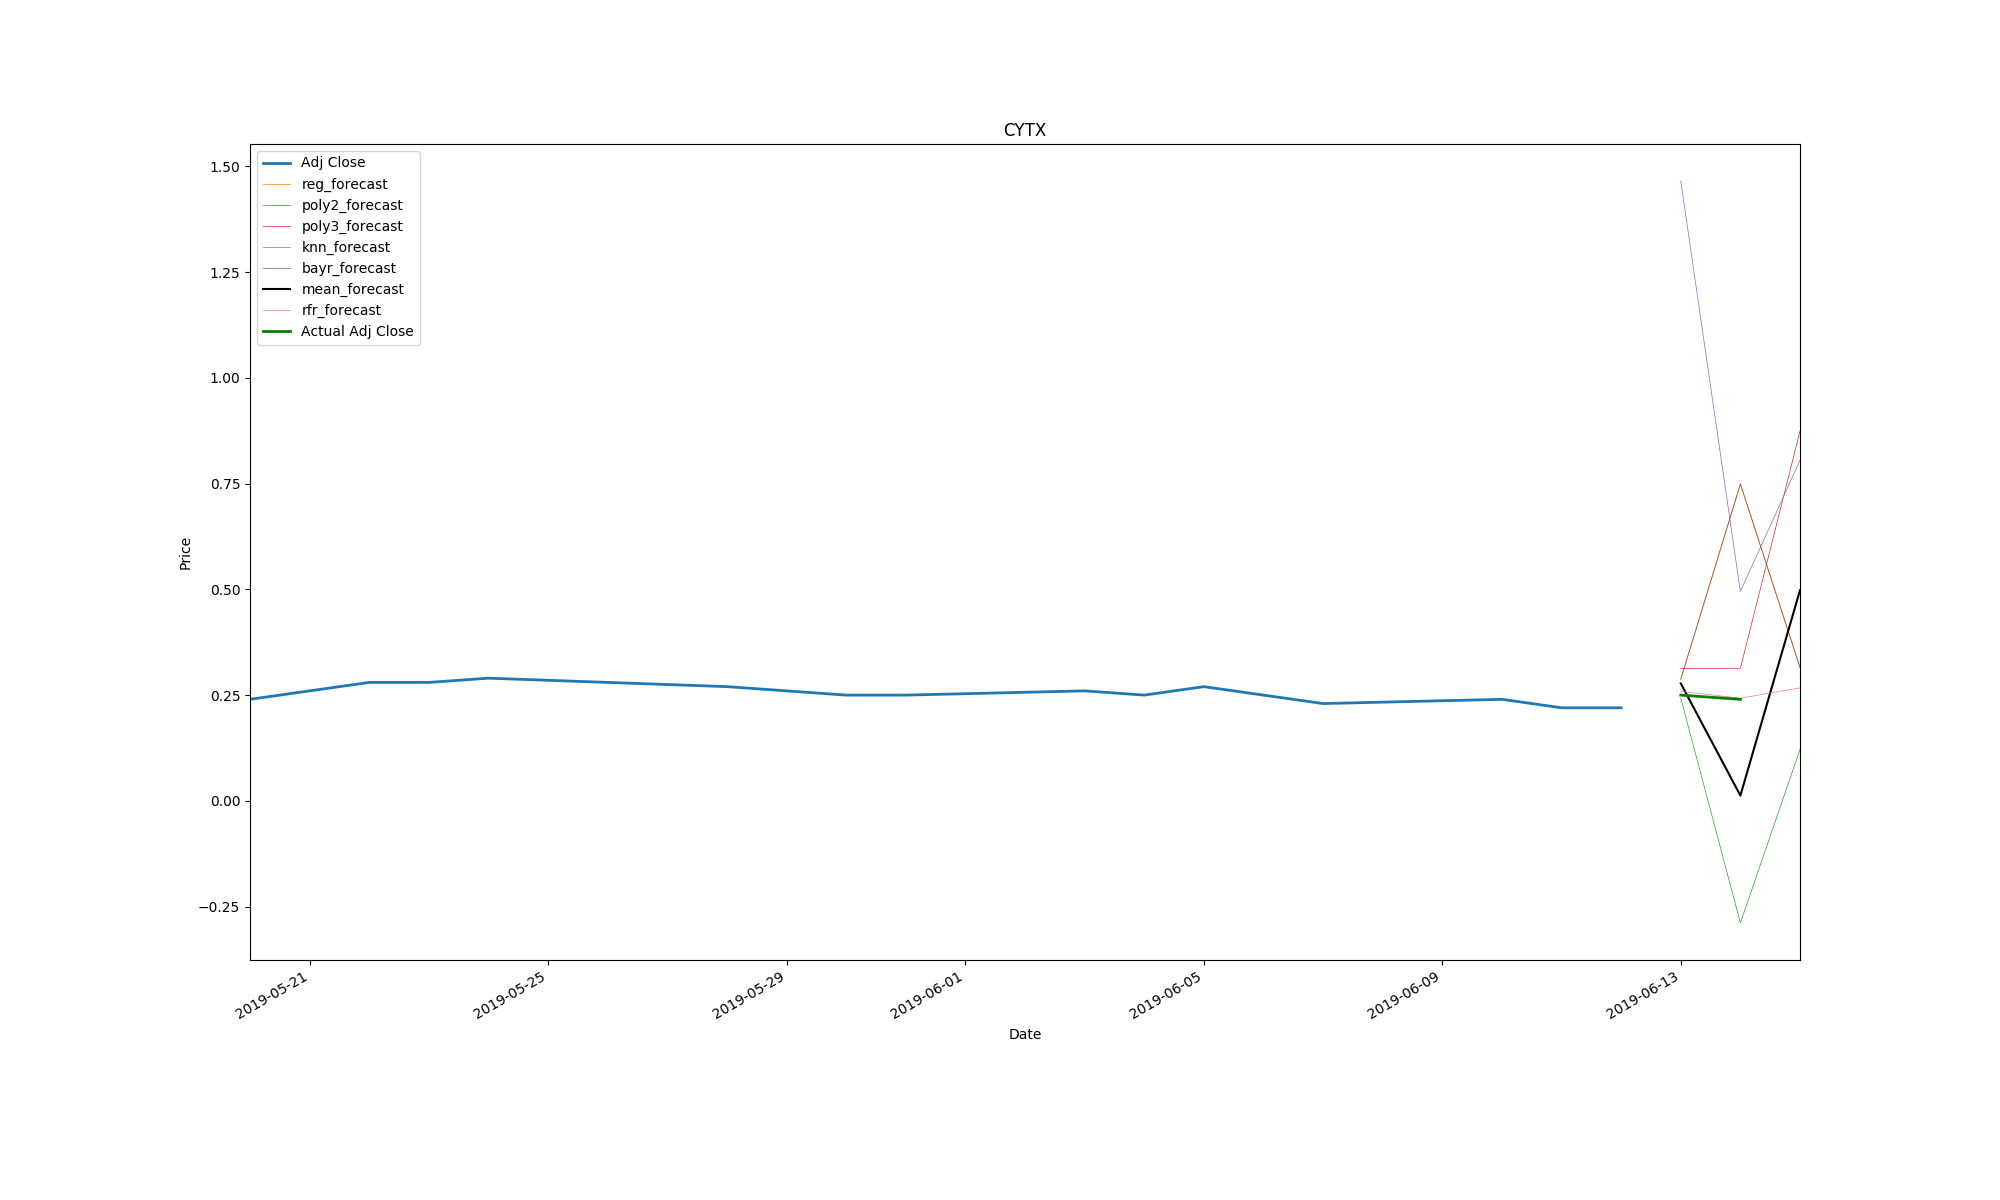 CYTX
Adj Close
reg_forecast
poly2_forecast
poly3_forecast
knn_forecast
bayr_forecast
mean_forecast
rfr_forecast
Actual Adj Close
1.50
1.25
1.00
0.75
0.50
0.25
0.00
−0.25
Price
2019-05-21
2019-05-25
2019-05-29
2019-06-01
2019-06-05
2019-06-09
2019-06-13
Date